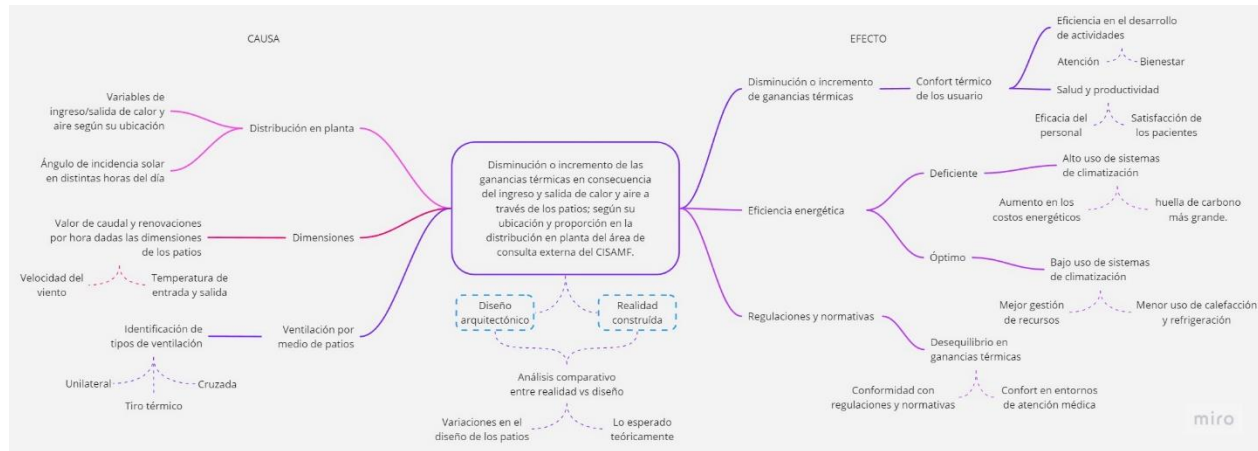 CAUSA
Variables de
ingreso/salida de calor y
aire según su ubicación
Ángulo de incidencia solar
en distintas horas del día
Distribución en planta
Valor de caudal y renovaciones
por hora dadas las dimensiones
de los patios
Velocidad del
viento
Temperatura de
entrada y salida
Dimensiones
Identificación de
tipos de ventilación
Unilateral
Tiro térmico
Cruzada
Ventilación por
medio de patios
Disminución o incremento de las
ganancias térmicas en consecuencia
del ingreso y salida de calor y aire a
través de los patios; según su
ubicación y proporción en la
distribución en planta del área de
consulta externa del CISAMF.
Diseño
arquitectónico
Realidad
construída
Análisis comparativo
entre realidad vs diseño
Variaciones en el
diseño de los patios
Lo esperado
teóricamente
EFECTO
Disminución o incremento
de ganancias térmicas
Confort térmico
de los usuario
Eficiencia en el desarrollo
de actividades
Atención
Bienestar
Salud y productividad
Eficacia del
personal
Satisfacción de
los pacientes
Eficiencia energética
Deficiente
Alto uso de sistemas
de climatización
Aumento en los
costos energéticos
huella de carbono
más grande.
Óptimo
Bajo uso de sistemas
de climatización
Mejor gestión
de recursos
Menor uso de calefacción
y refrigeración
Regulaciones y normativas
Desequilibrio en
ganancias térmicas
Conformidad con
regulaciones y normativas
Confort en entornos
de atención médica
miro